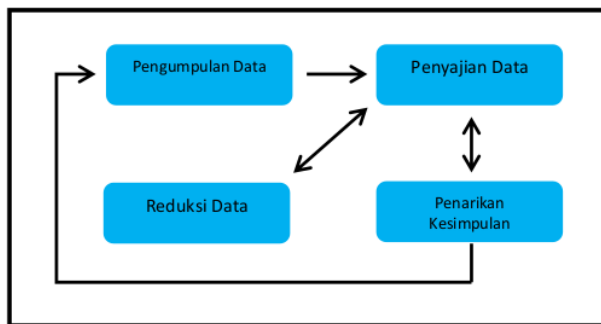 Pengumpulan Data
Penyajian Data
Reduksi Data
Penarikan
Kesimpulan